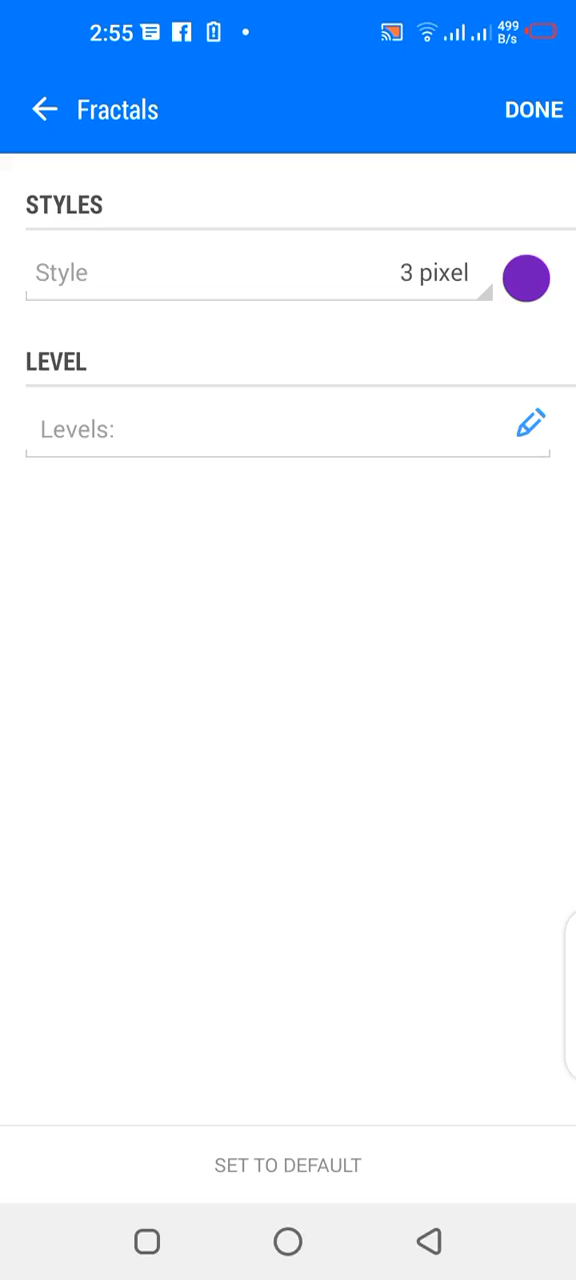 2:55 499 B/s
Fractals DONE
STYLES
Style 3 pixel
LEVEL
Levels:
SET TO DEFAULT